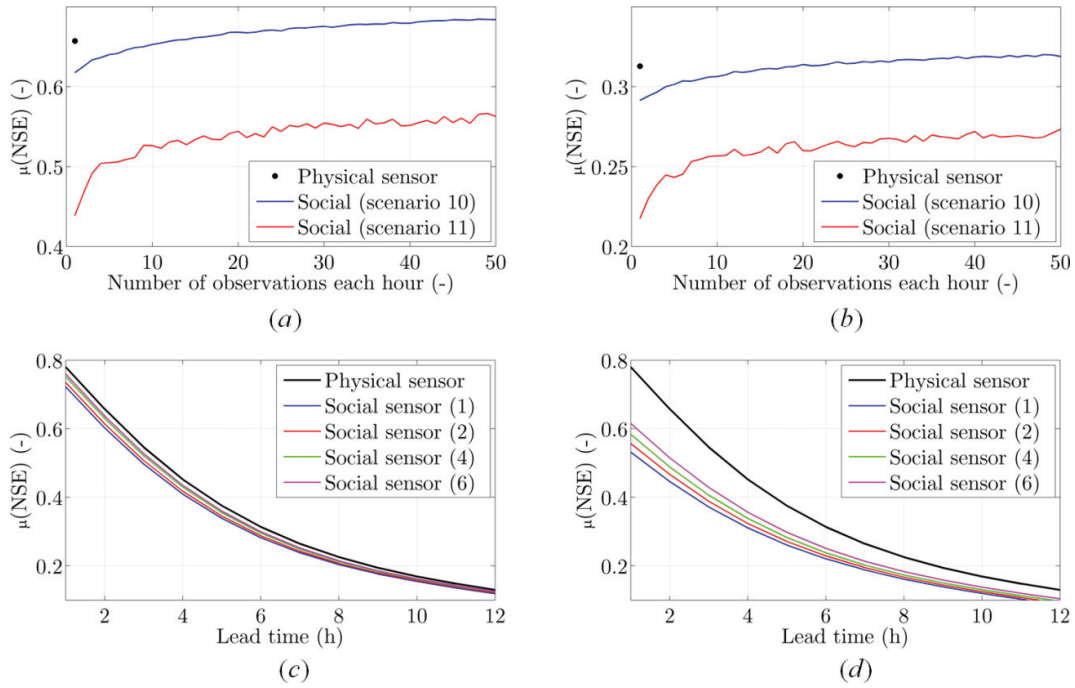 μ(NSE) (-)
0.6
0.5
0.4
0 10 20 30 40 50
Physical sensor
Social (scenario 10)
Social (scenario 11)
Number of observations each hour (-)
(a)
μ(NSE) (-)
0.3
0.25
0.2
0 10 20 30 40 50
Physical sensor
Social (scenario 10)
Social (scenario 11)
Number of observations each hour (-)
(b)
μ(NSE) (-)
0.8
0.6
0.4
0.2
2 4 6 8 10 12
Physical sensor
Social sensor (1)
Social sensor (2)
Social sensor (4)
Social sensor (6)
Lead time (h)
(c)
μ(NSE) (-)
0.8
0.6
0.4
0.2
2 4 6 8 10 12
Physical sensor
Social sensor (1)
Social sensor (2)
Social sensor (4)
Social sensor (6)
Lead time (h)
(d)